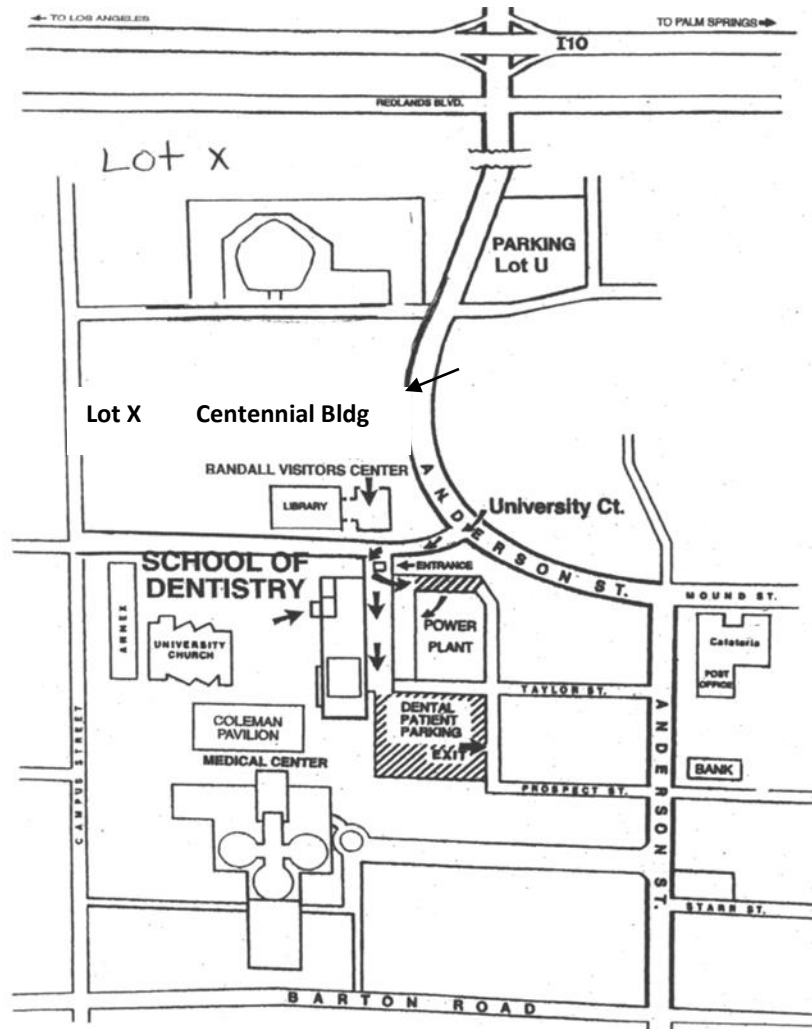 TO LOS ANGELES
TO PALM SPRINGS
I10
REDLANDS BLVD.
Lot X
PARKING
Lot U
Lot X Centennial Bldg
RANDALL VISITORS CENTER
LIBRARY
University Ct.
ANDERSON ST.
SCHOOL OF
DENTISTRY
ENTRANCE
MOUND ST.
ANNEX
UNIVERSITY
CHURCH
POWER
PLANT
Cafeteria
POST
OFFICE
TAYLOR ST.
DENTAL
PATIENT
PARKING
EXIT
COLEMAN
PAVILION
MEDICAL CENTER
BANK
PROSPECT ST.
CAMPUS STREET
ANDERSON ST.
STARR ST.
BARTON ROAD